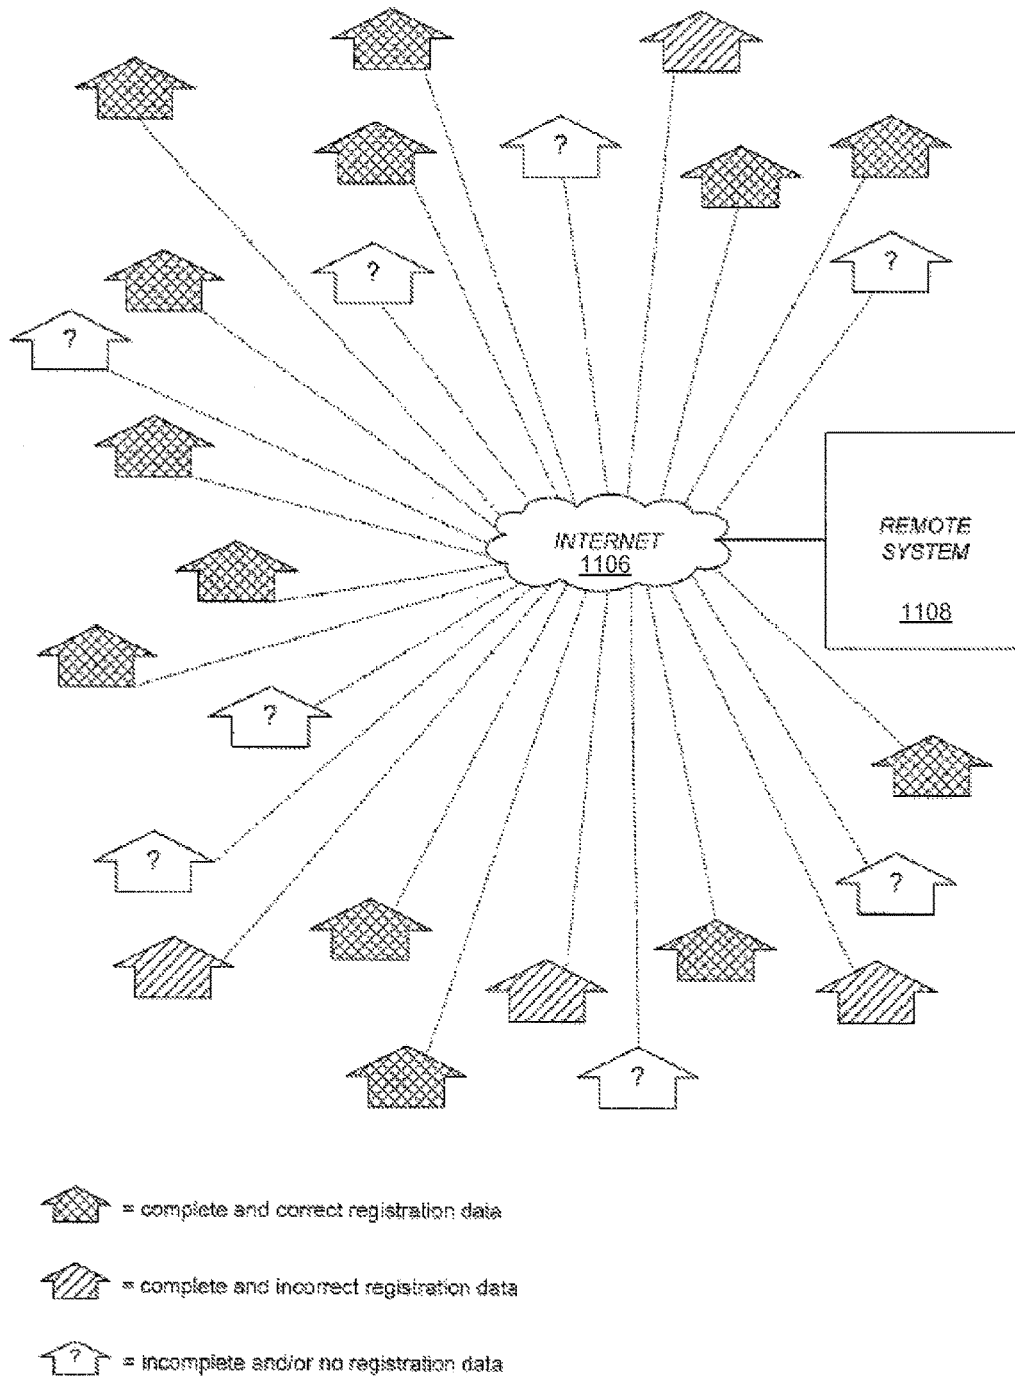 ?
?
?
?
INTERNET
1106
REMOTE
SYSTEM
1108
?
?
?
?
= complete and correct registration data
= complete and incorrect registration data
? = incomplete and/or no registration data